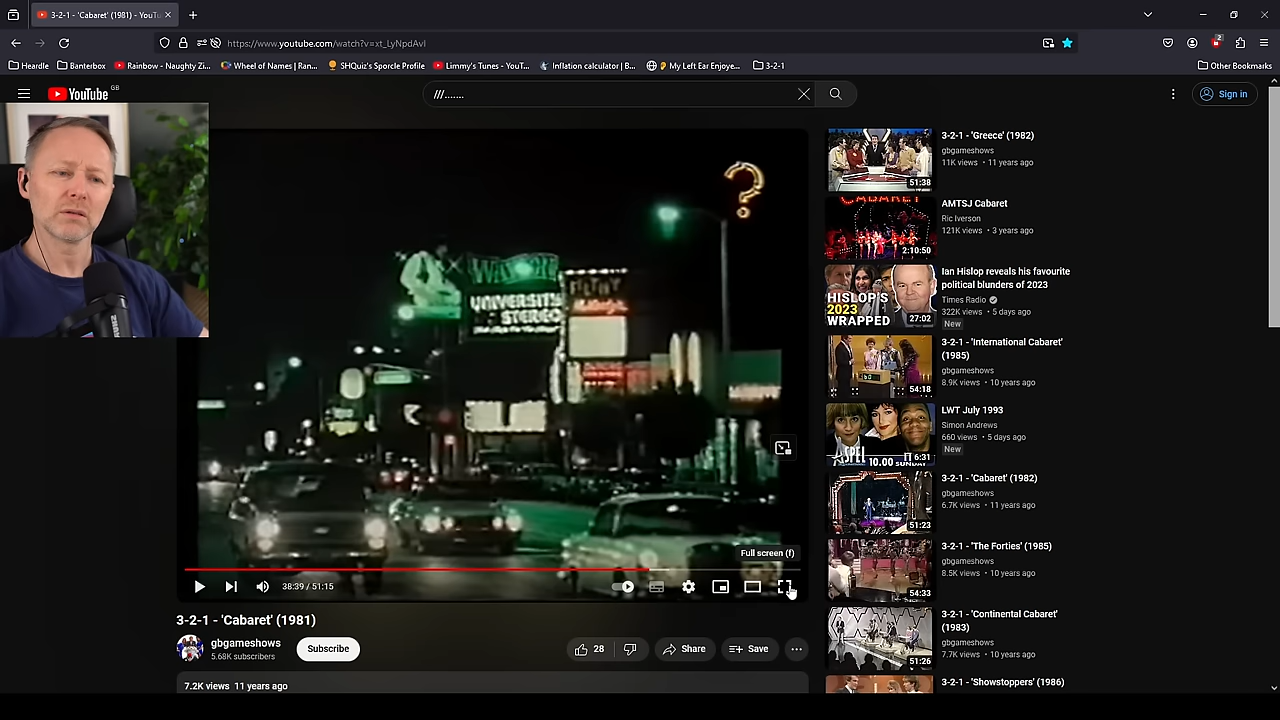 3-2-1 - 'Cabaret' (1981) - YouTu
https://www.youtube.com/watch?v=xt_LyNpdAvI
2
Heardle
Banterbox
Rainbow - Naughty Zi...
Wheel of Names | Ran...
SHQuiz's Sporcle Profile
Limmy's Tunes - YouT...
Inflation calculator | B...
My Left Ear Enjoye...
3-2-1
Other Bookmarks
YouTube GB
///.......
Sign in
?
UNIVERSITY
STEREO
Full screen (f)
38:39 / 51:15
3-2-1 - 'Cabaret' (1981)
gbgameshows
5.68K subscribers
Subscribe
28
Share
Save
7.2K views 11 years ago
3-2-1 - 'Greece' (1982)
gbgameshows
11K views • 11 years ago
51:38
CABARET
AMTSJ Cabaret
Ric Iverson
121K views • 3 years ago
2:10:50
HISLOP'S
2023
WRAPPED
27:02
Ian Hislop reveals his favourite
political blunders of 2023
Times Radio
322K views • 5 days ago
New
3-2-1 - 'International Cabaret'
(1985)
gbgameshows
8.9K views • 10 years ago
54:18
LWT July 1993
Simon Andrews
660 views • 5 days ago
New
ASPEL
10.00 SUNDAY
6:31
3-2-1 - 'Cabaret' (1982)
gbgameshows
6.7K views • 11 years ago
51:23
3-2-1 - 'The Forties' (1985)
gbgameshows
8.5K views • 10 years ago
54:33
3-2-1 - 'Continental Cabaret'
(1983)
gbgameshows
7.7K views • 10 years ago
51:26
3-2-1 - 'Showstoppers' (1986)